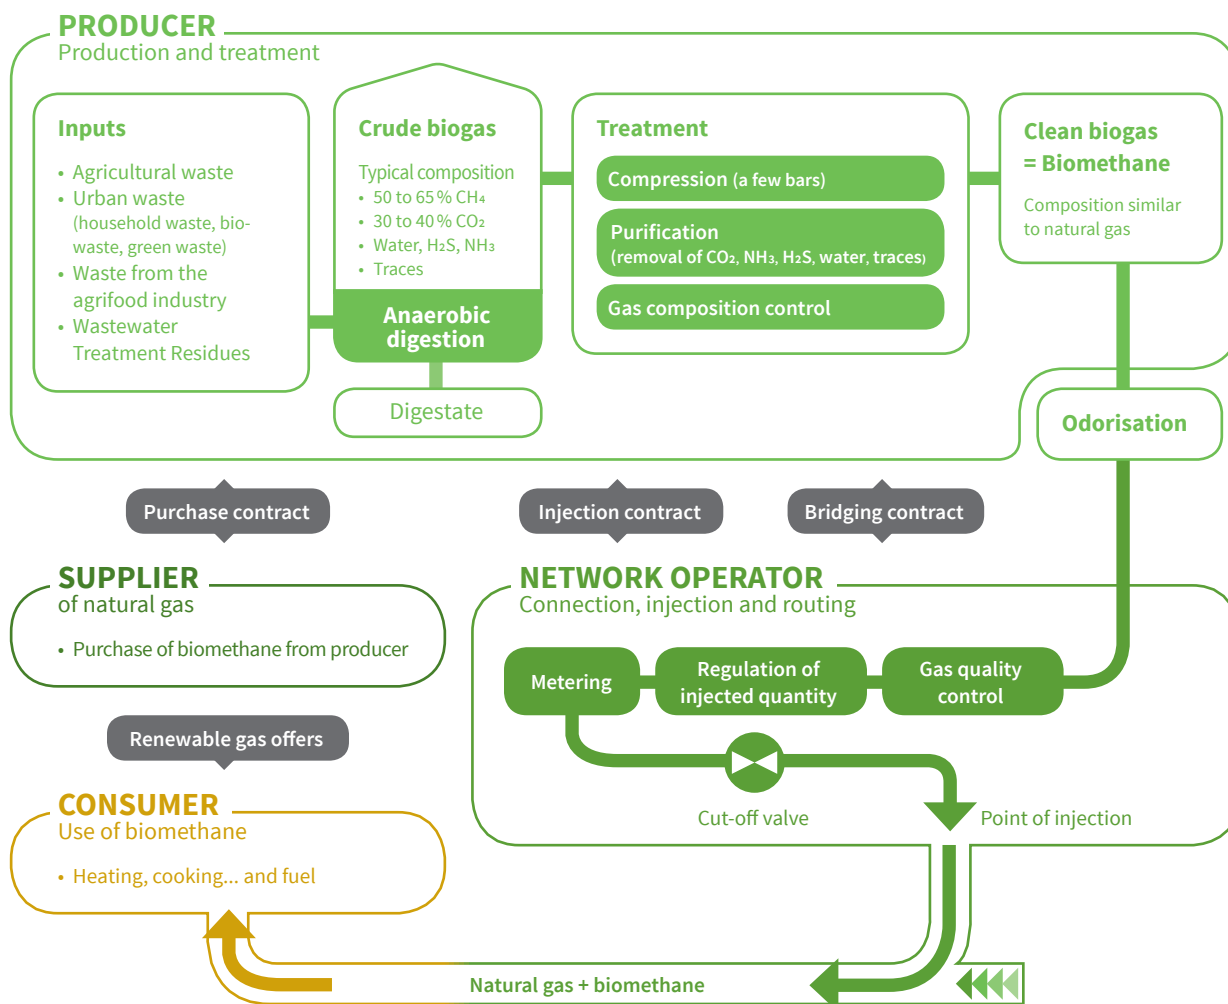 PRODUCER
Production and treatment
Inputs
• Agricultural waste
• Urban waste
(household waste, bio-
waste, green waste)
• Waste from the
agrifood industry
• Wastewater
Treatment Residues
Crude biogas
Typical composition
• 50 to 65 % CH₄
• 30 to 40 % CO₂
• Water, H₂S, NH₃
• Traces
Anaerobic
digestion
Digestate
Treatment
Compression (a few bars)
Purification
(removal of CO₂, NH₃, H₂S, water, traces)
Gas composition control
Clean biogas
= Biomethane
Composition similar
to natural gas
Odorisation
Purchase contract
Injection contract
Bridging contract
SUPPLIER
of natural gas
• Purchase of biomethane from producer
NETWORK OPERATOR
Connection, injection and routing
Metering
Regulation of
injected quantity
Gas quality
control
Cut-off valve
Point of injection
Renewable gas offers
CONSUMER
Use of biomethane
• Heating, cooking... and fuel
Natural gas + biomethane